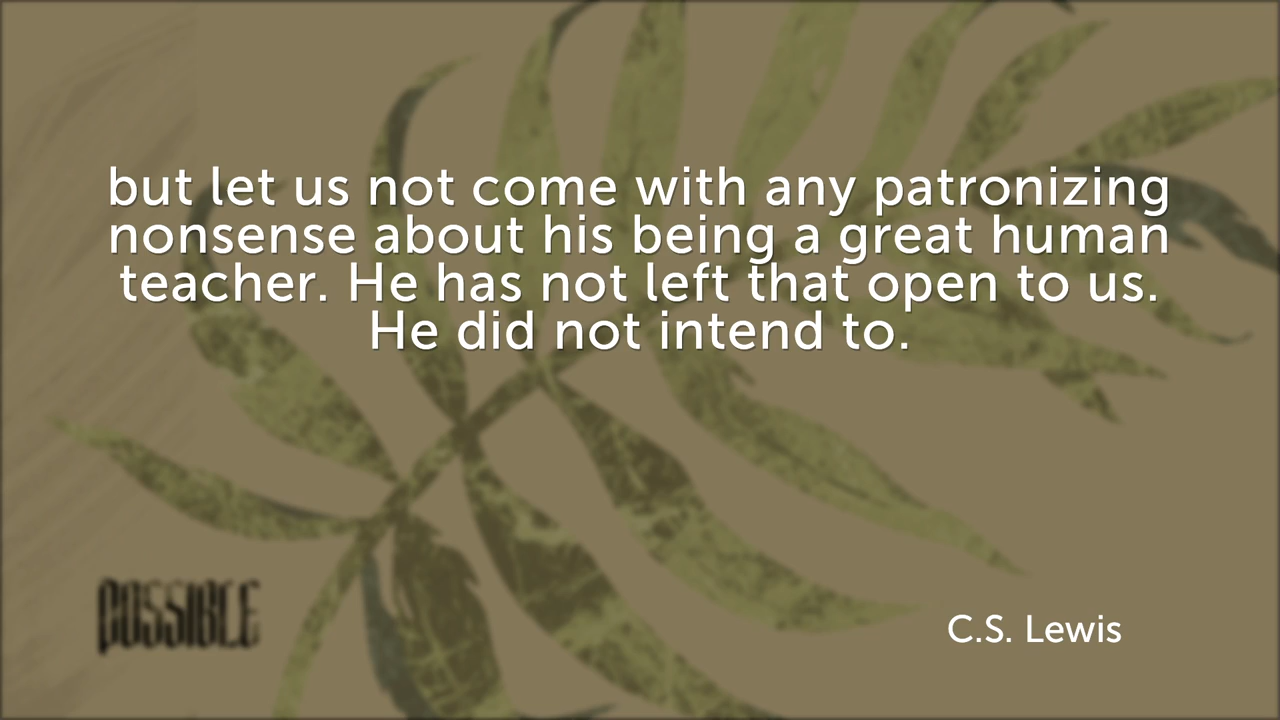 but let us not come with any patronizing
nonsense about his being a great human
teacher. He has not left that open to us.
He did not intend to.
POSSIBLE
C.S. Lewis